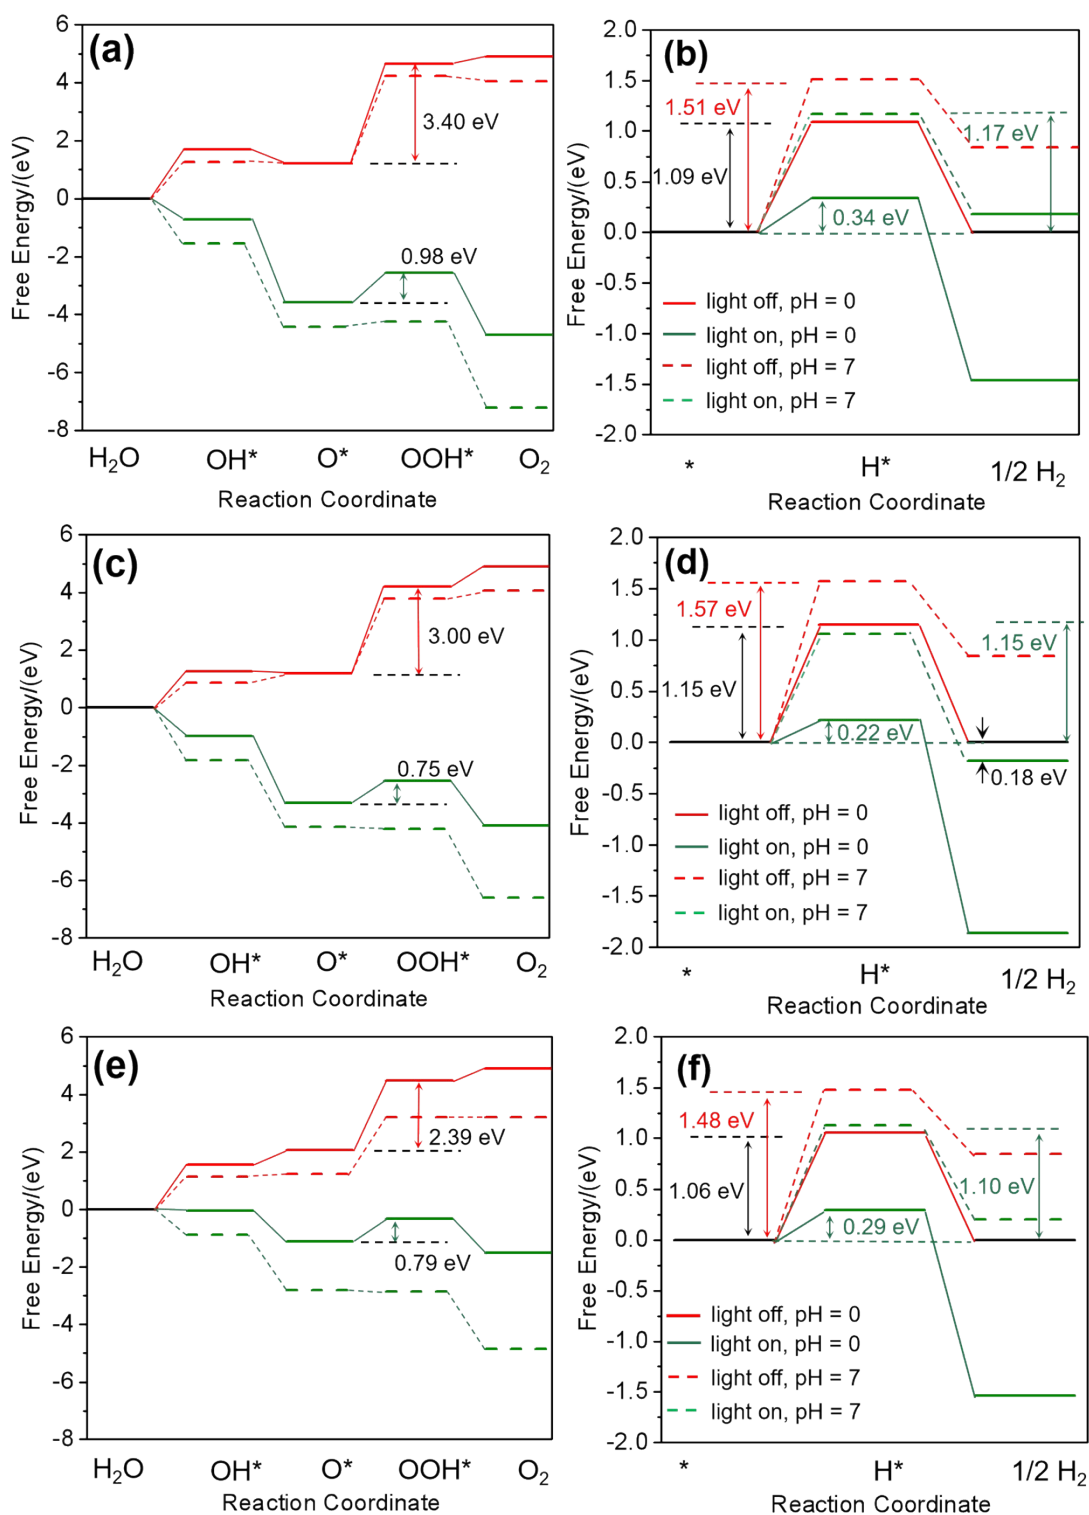 (a)
6
4
2
0
-2
-4
-6
-8
Free Energy/(eV)
3.40 eV
0.98 eV
H₂O OH* O* OOH* O₂
Reaction Coordinate
(b)
2.0
1.5
1.0
0.5
0.0
-0.5
-1.0
-1.5
-2.0
Free Energy/(eV)
1.51 eV
1.17 eV
1.09 eV
0.34 eV
light off, pH = 0
light on, pH = 0
light off, pH = 7
light on, pH = 7
* H* 1/2 H₂
Reaction Coordinate
(c)
6
4
2
0
-2
-4
-6
-8
Free Energy/(eV)
3.00 eV
0.75 eV
H₂O OH* O* OOH* O₂
Reaction Coordinate
(d)
2.0
1.5
1.0
0.5
0.0
-0.5
-1.0
-1.5
-2.0
Free Energy/(eV)
1.57 eV
1.15 eV
1.15 eV
0.22 eV
0.18 eV
light off, pH = 0
light on, pH = 0
light off, pH = 7
light on, pH = 7
* H* 1/2 H₂
Reaction Coordinate
(e)
6
4
2
0
-2
-4
-6
-8
Free Energy/(eV)
2.39 eV
0.79 eV
H₂O OH* O* OOH* O₂
Reaction Coordinate
(f)
2.0
1.5
1.0
0.5
0.0
-0.5
-1.0
-1.5
-2.0
Free Energy/(eV)
1.48 eV
1.06 eV
1.10 eV
0.29 eV
light off, pH = 0
light on, pH = 0
light off, pH = 7
light on, pH = 7
* H* 1/2 H₂
Reaction Coordinate